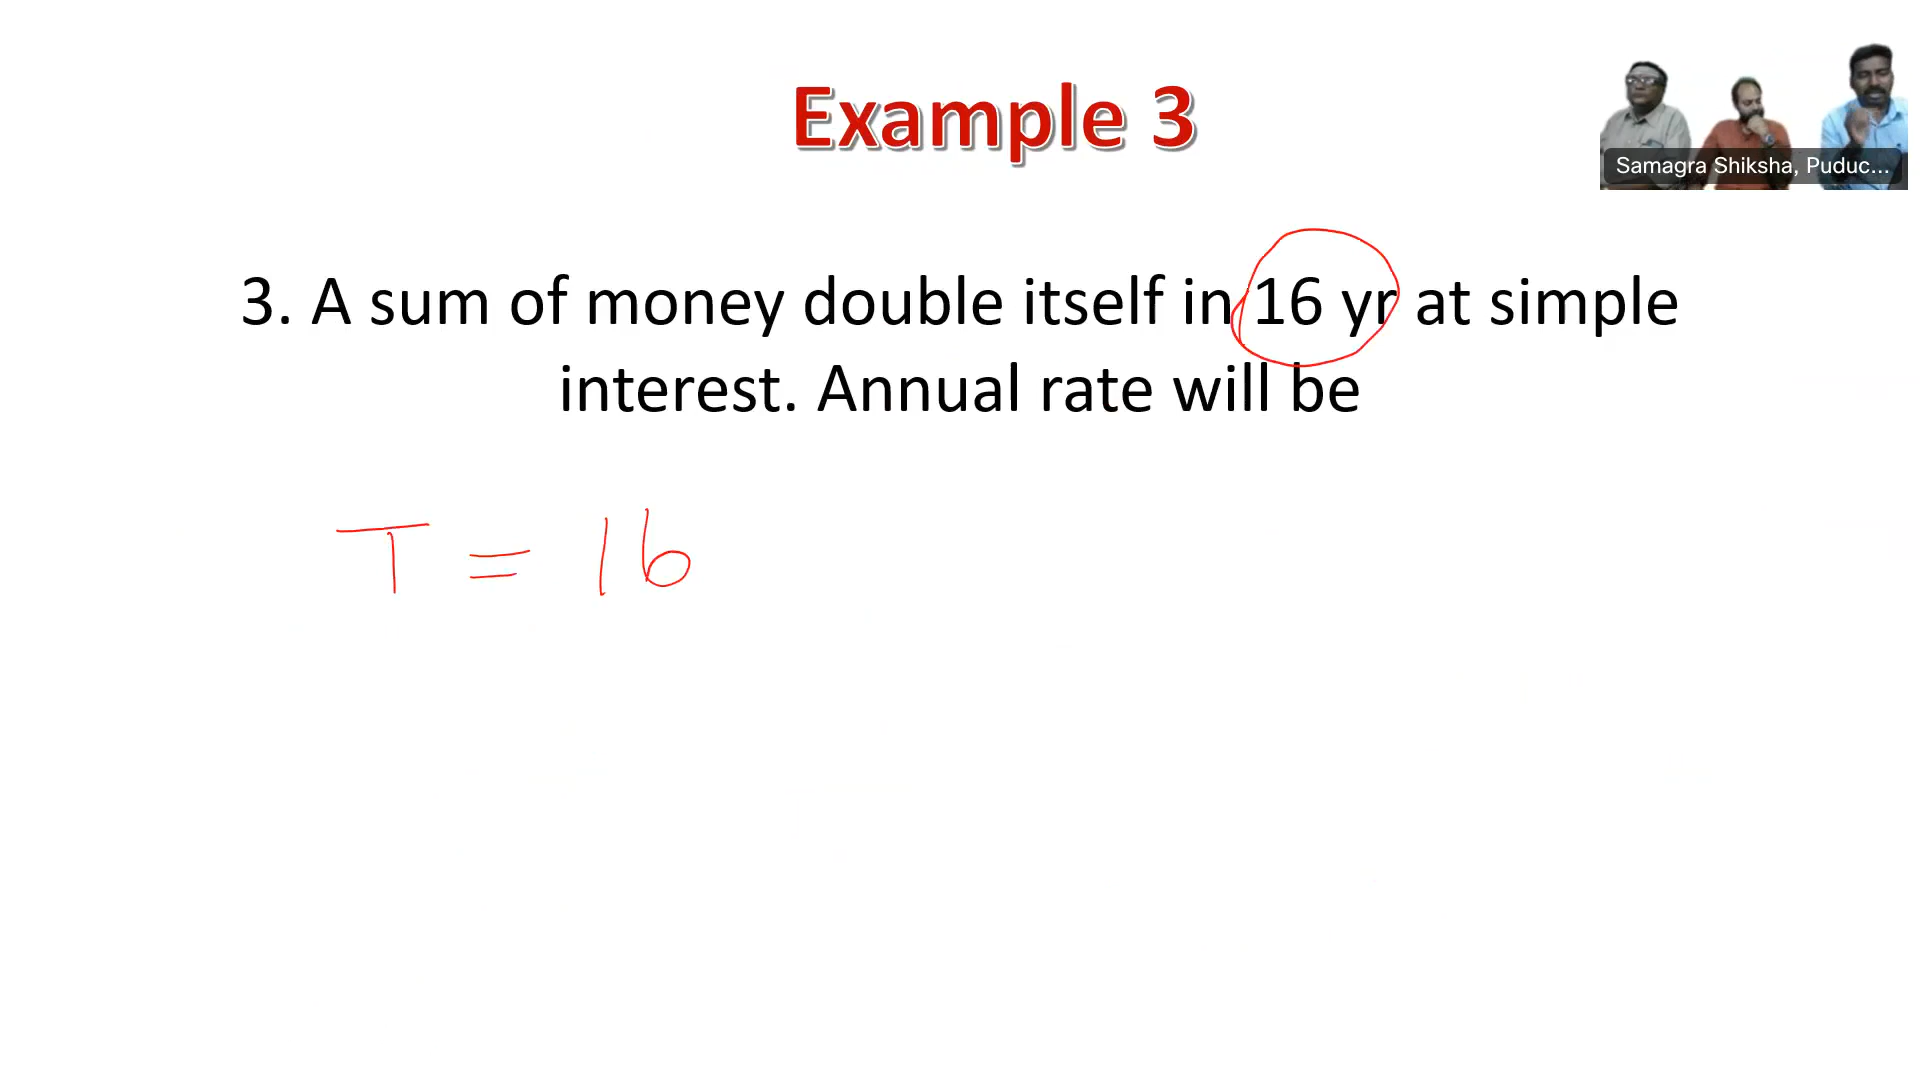 Example 3
Samagra Shiksha, Puduc...
3. A sum of money double itself in 16 yr at simple
interest. Annual rate will be
T = 16